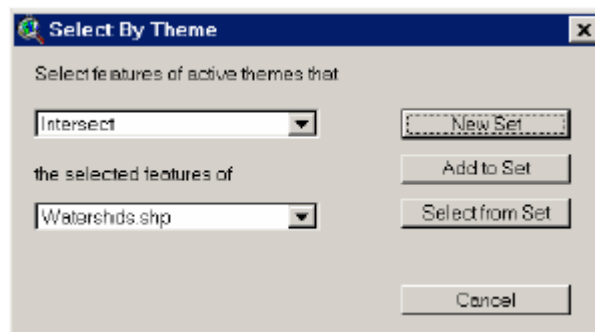 Select By Theme
Select features of active themes that
Intersect
New Set
the selected features of
Add to Set
Watershds.shp
Select from Set
Cancel